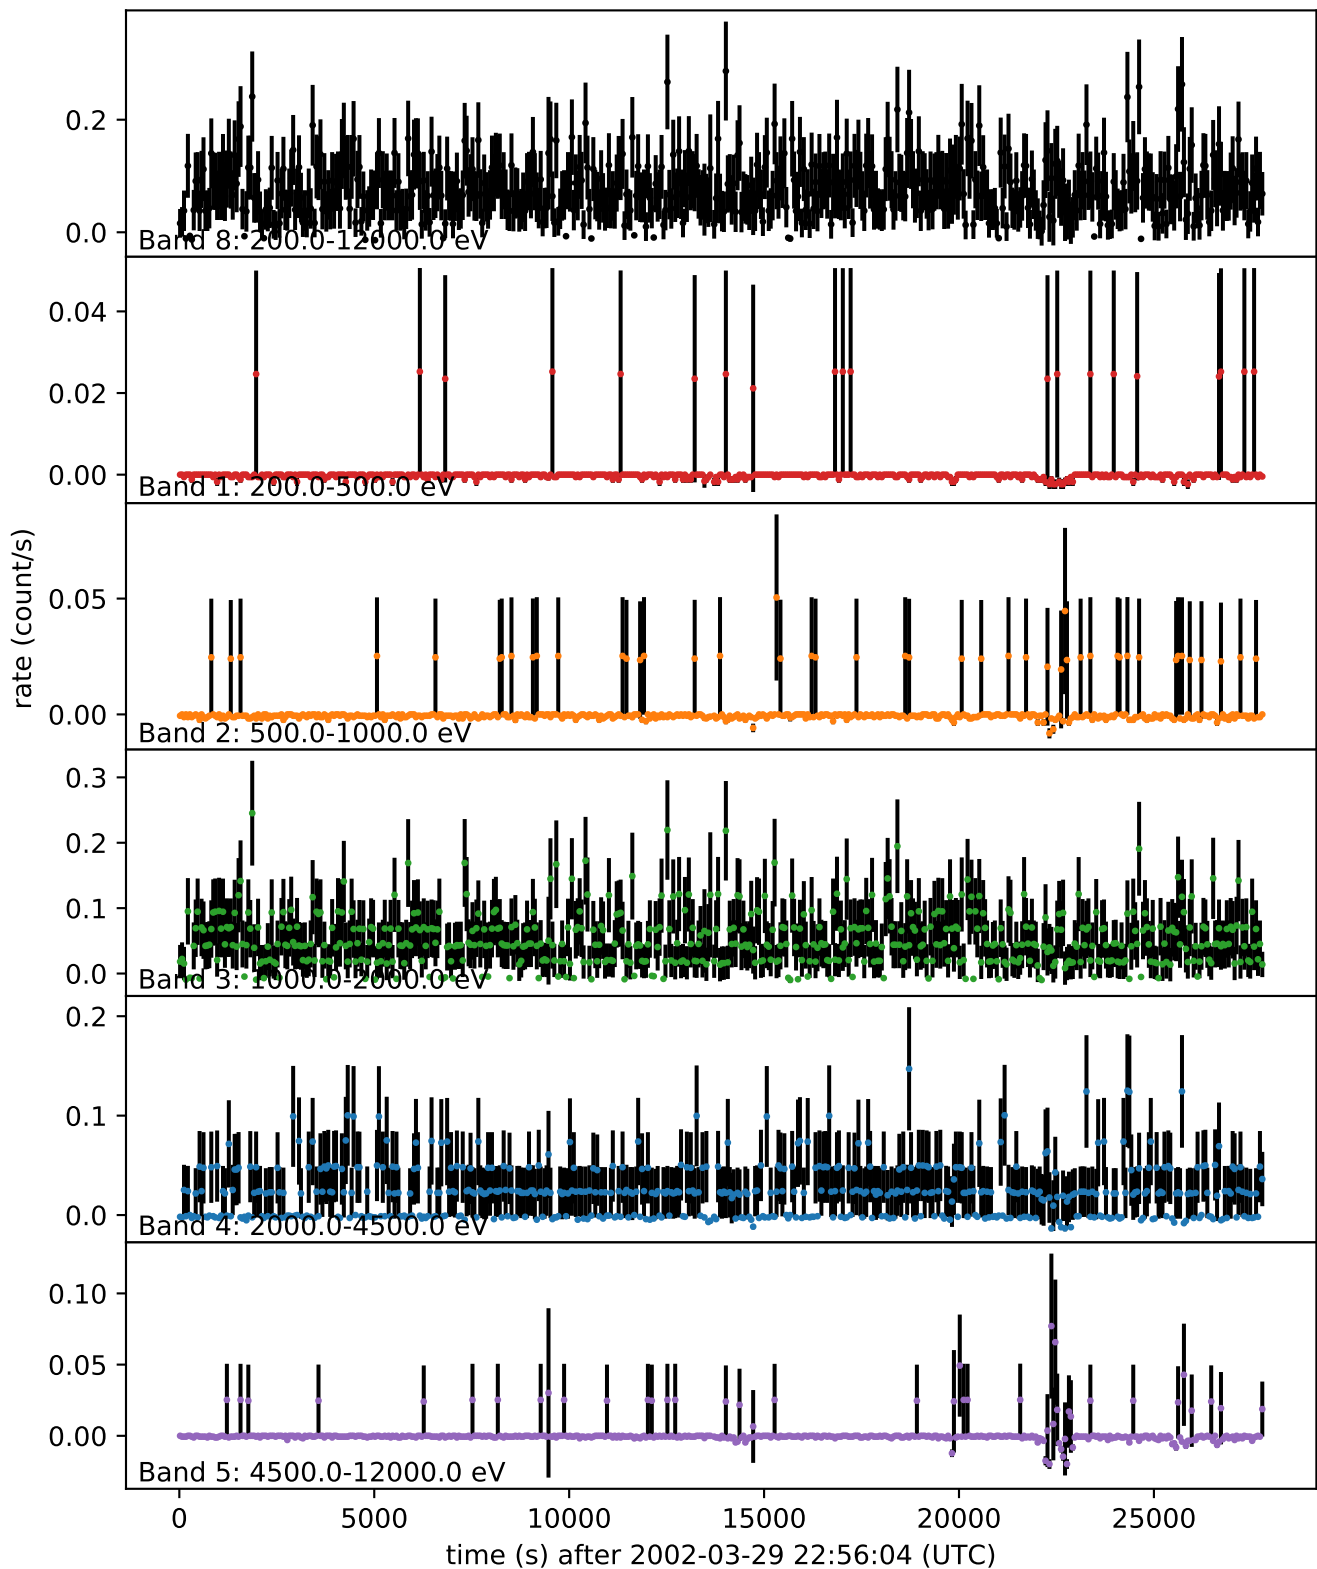 0.2
0.0
Band 8: 200.0-12000.0 eV
0.04
0.02
0.00
Band 1: 200.0-500.0 eV
0.05
0.00
Band 2: 500.0-1000.0 eV
rate (count/s)
0.3
0.2
0.1
0.0
Band 3: 1000.0-2000.0 eV
0.2
0.1
0.0
Band 4: 2000.0-4500.0 eV
0.10
0.05
0.00
Band 5: 4500.0-12000.0 eV
0 5000 10000 15000 20000 25000
time (s) after 2002-03-29 22:56:04 (UTC)